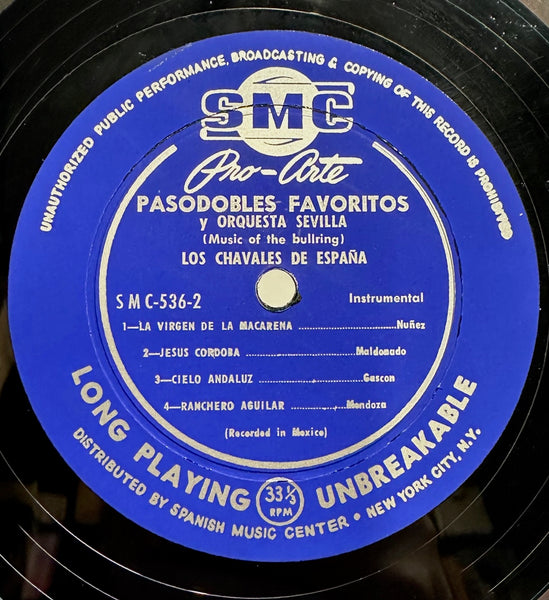 UNAUTHORIZED PUBLIC PERFORMANCE, BROADCASTING & COPYING OF THIS RECORD IS PROHIBITED
SMC
Pro-Arte
PASODOBLES FAVORITOS
y ORQUESTA SEVILLA
(Music of the bullring)
LOS CHAVALES DE ESPAÑA
SMC-536-2 Instrumental
1—LA VIRGEN DE LA MACARENA ........................ Nuñez
2—JESUS CORDOBA ........................ Maldonado
3—CIELO ANDALUZ ........................ Gascon
4—RANCHERO AGUILAR ........................ Mendoza
(Recorded in Mexico)
LONG PLAYING 33⅓ RPM UNBREAKABLE
DISTRIBUTED BY SPANISH MUSIC CENTER • NEW YORK CITY, N.Y.